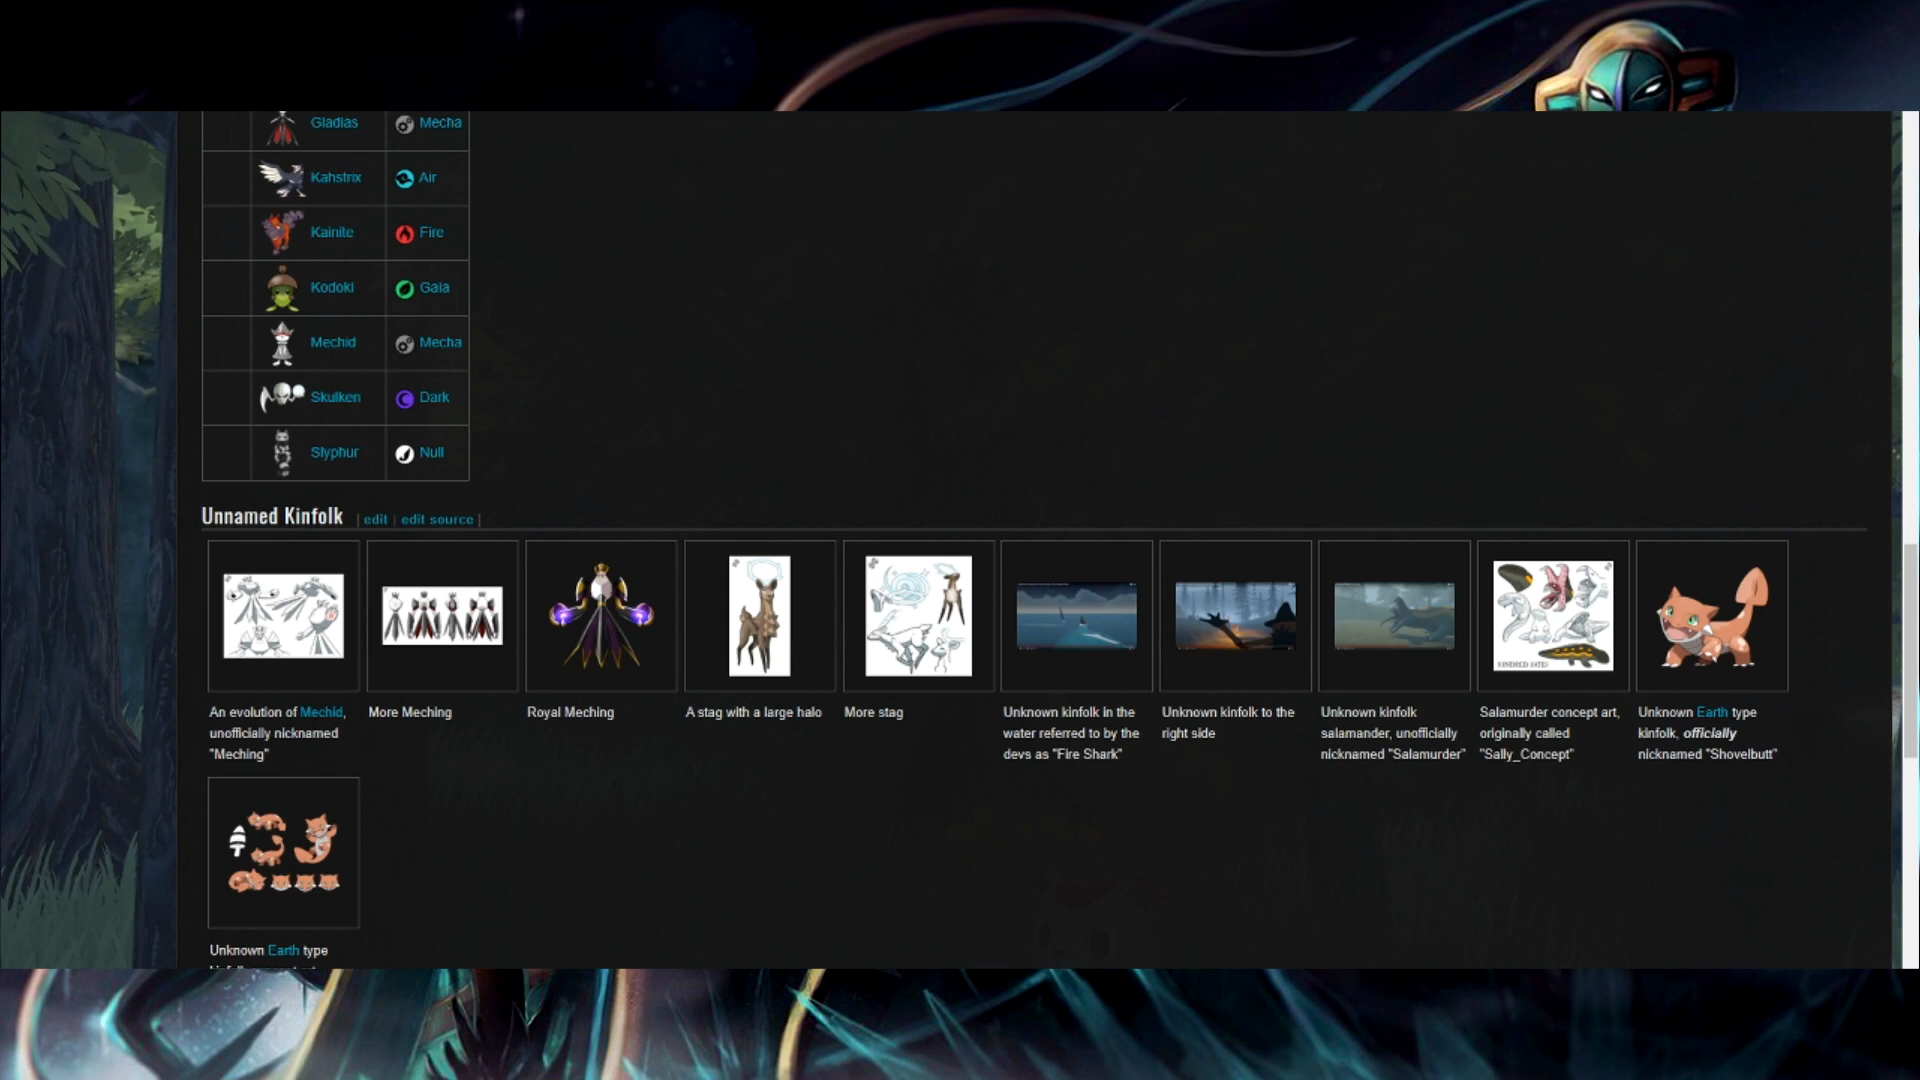 Gladias Mecha
Kahstrix Air
Kainite Fire
Kodoki Gaia
Mechid Mecha
Skulken Dark
Slyphur Null
Unnamed Kinfolk [ edit | edit source ]
KINDRED FATES
An evolution of Mechid,
unofficially nicknamed
"Meching"
More Meching
Royal Meching
A stag with a large halo
More stag
Unknown kinfolk in the
water referred to by the
devs as "Fire Shark"
Unknown kinfolk to the
right side
Unknown kinfolk
salamander, unofficially
nicknamed "Salamurder"
Salamurder concept art,
originally called
"Sally_Concept"
Unknown Earth type
kinfolk, officially
nicknamed "Shovelbutt"
Unknown Earth type